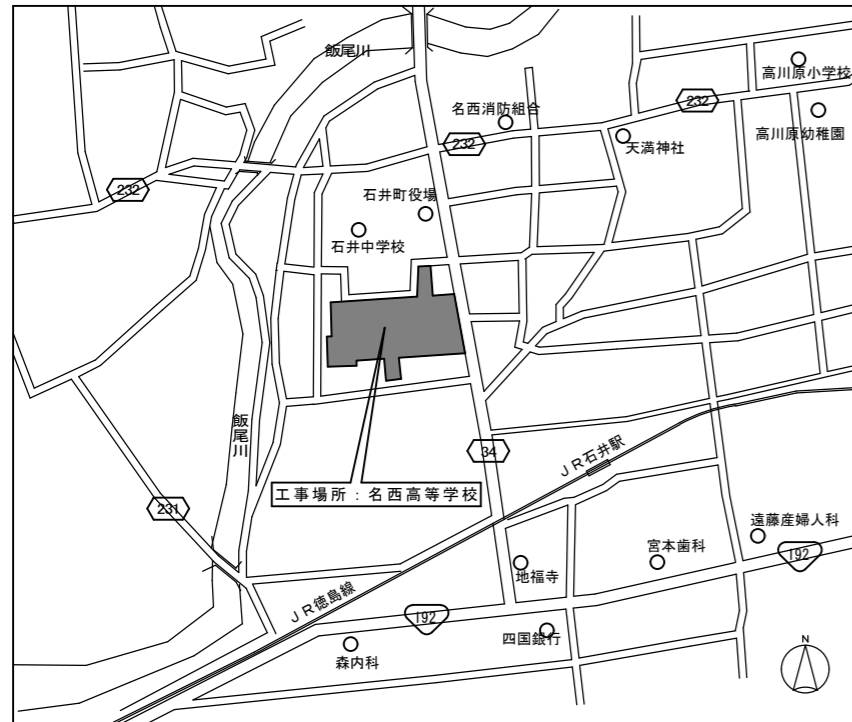 飯尾川
高川原小学校
名西消防組合
232
232
天満神社
高川原幼稚園
232
石井町役場
石井中学校
飯尾川
34
JR石井駅
工事場所：名西高等学校
231
遠藤産婦人科
192
宮本歯科
地福寺
JR徳島線
192
四国銀行
森内科
N